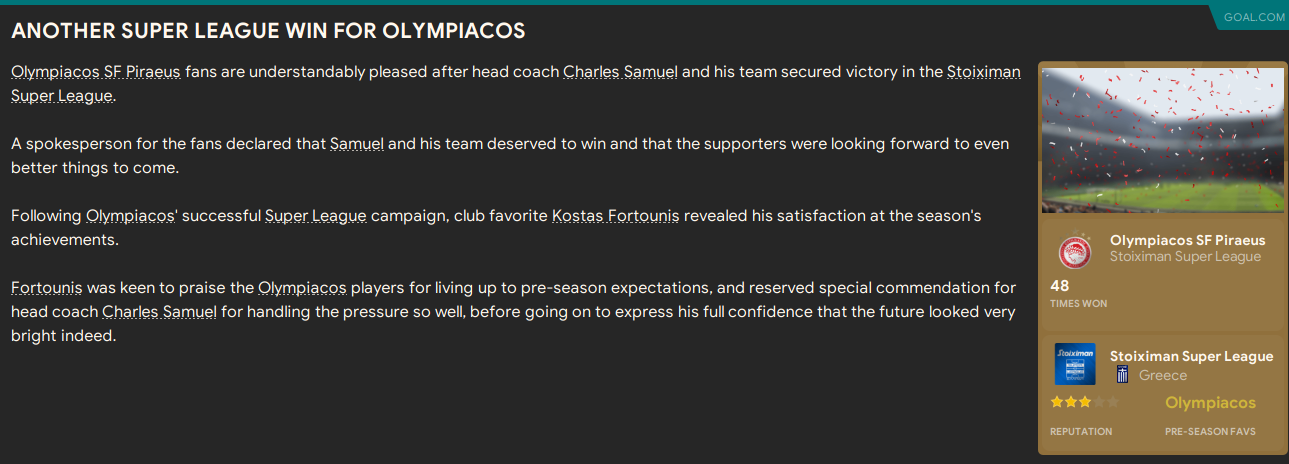 GOAL.COM
ANOTHER SUPER LEAGUE WIN FOR OLYMPIACOS
Olympiacos SF Piraeus fans are understandably pleased after head coach Charles Samuel and his team secured victory in the Stoiximan
Super League.
A spokesperson for the fans declared that Samuel and his team deserved to win and that the supporters were looking forward to even
better things to come.
Following Olympiacos' successful Super League campaign, club favorite Kostas Fortounis revealed his satisfaction at the season's
achievements.
Fortounis was keen to praise the Olympiacos players for living up to pre-season expectations, and reserved special commendation for
head coach Charles Samuel for handling the pressure so well, before going on to express his full confidence that the future looked very
bright indeed.
Olympiacos SF Piraeus
Stoiximan Super League
48
TIMES WON
Stoiximan
Stoiximan Super League
Greece
Olympiacos
REPUTATION
PRE-SEASON FAVS